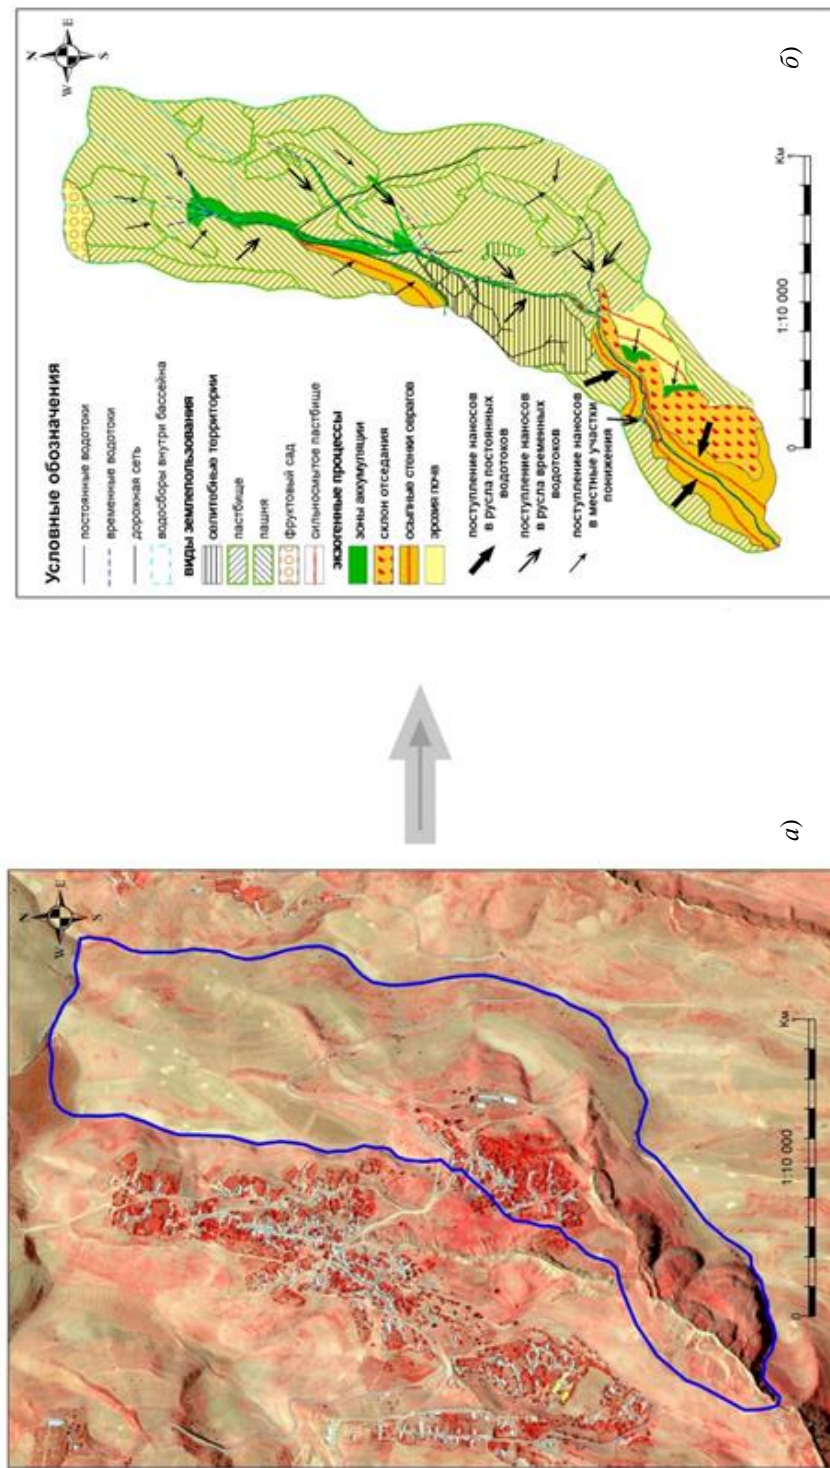 N
E
W
S
Условные обозначения
постоянные водотоки
временные водотоки
дорожная сеть
водосборы внутри бассейна
виды землепользования
селитебные территории
пастбище
пашня
фруктовый сад
сильносмытое пастбище
экзогенные процессы
зоны аккумуляции
склон отседания
осыпные стенки оврагов
эрозия почв
поступление наносов
в русла постоянных
водотоков
поступление наносов
в русла временных
водотоков
поступление наносов
в местные участки
понижения
1:10 000
0
Км
б)
N
E
W
S
1:10 000
0
Км
а)